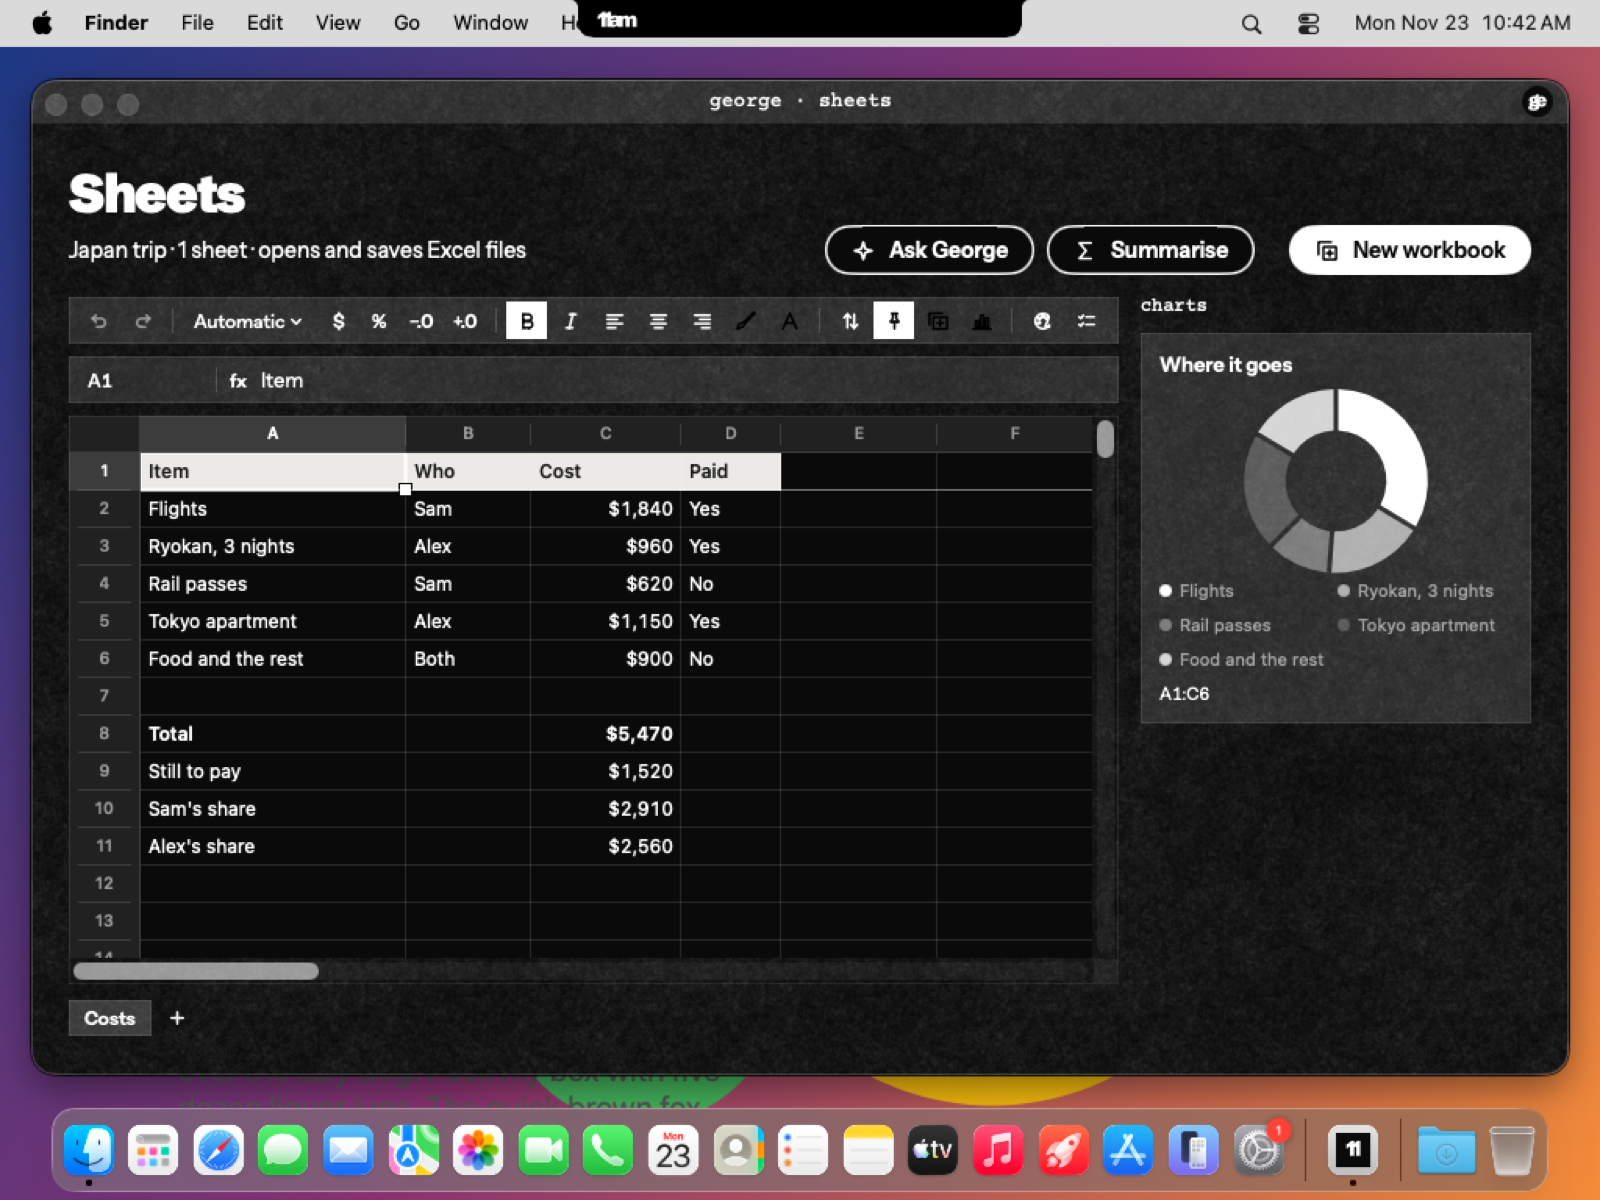 Finder File Edit View Go Window
11am
Mon Nov 23 10:42 AM
george · sheets
ge
Sheets
Japan trip · 1 sheet · opens and saves Excel files
Ask George
Summarise
New workbook
Automatic $ % -.0 +.0 B I A
charts
A1 fx Item
Where it goes
A B C D E F
1 Item Who Cost Paid
2 Flights Sam $1,840 Yes
3 Ryokan, 3 nights Alex $960 Yes
4 Rail passes Sam $620 No
5 Tokyo apartment Alex $1,150 Yes
6 Food and the rest Both $900 No
7
8 Total $5,470
9 Still to pay $1,520
10 Sam's share $2,910
11 Alex's share $2,560
12
13
14
Flights Ryokan, 3 nights
Rail passes Tokyo apartment
Food and the rest
A1:C6
Costs +
Mon
23
tv
1
11